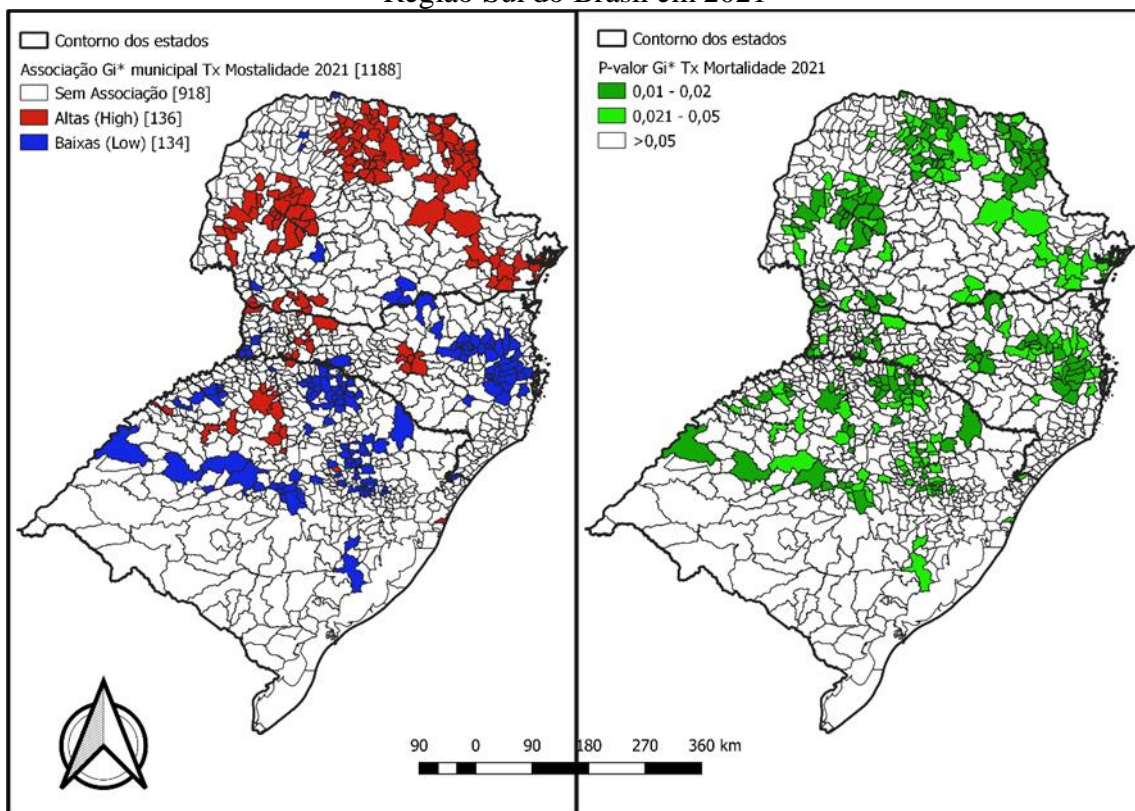 Região Sul do Brasil em 2021
Contorno dos estados
Associação Gi* municipal Tx Mostalidade 2021 [1188]
Sem Associação [918]
Altas (High) [136]
Baixas (Low) [134]
Contorno dos estados
P-valor Gi* Tx Mortalidade 2021
0,01 - 0,02
0,021 - 0,05
>0,05
90 0 90 180 270 360 km